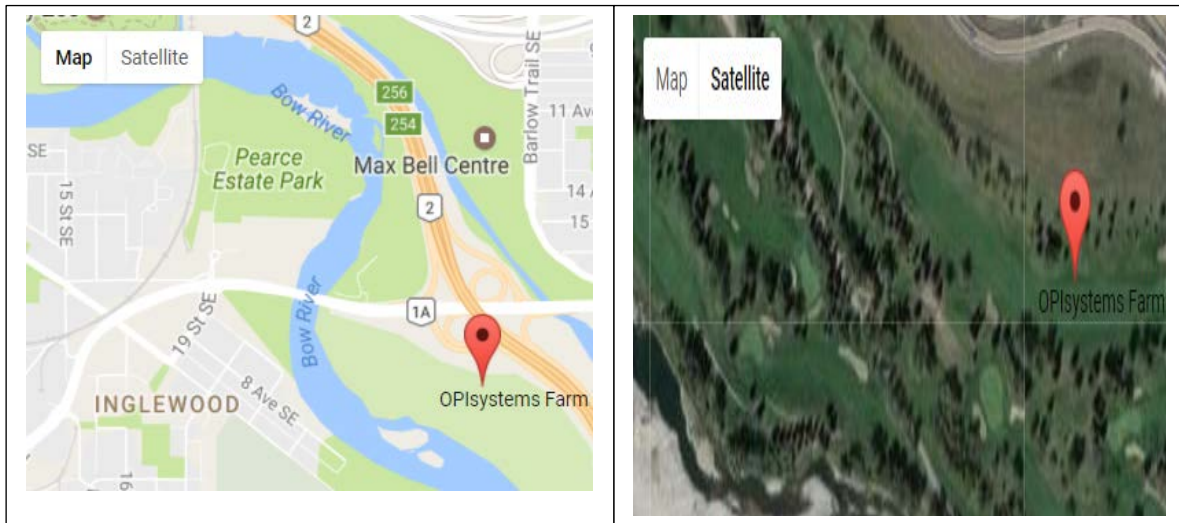 2
Map Satellite
Barlow Trail SE
256
254
11 Av
Bow River
SE
Pearce
Estate Park
Max Bell Centre
15 St SE
14 A
15
2
Bow River
1A
19 St SE
8 Ave SE
INGLEWOOD
OPIsystems Farm
16
Map Satellite
OPIsystems Farm